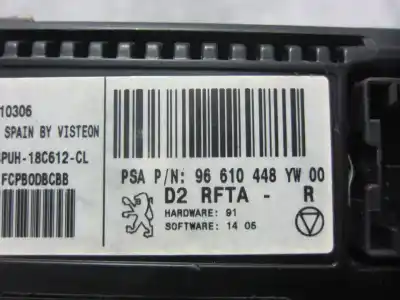 10306
SPAIN BY VISTEON
PUH-18C612-CL
FCPBODBCBB
PSA P/N: 96 610 448 YW 00
D2 RFTA - R
HARDWARE: 91
SOFTWARE: 14 05